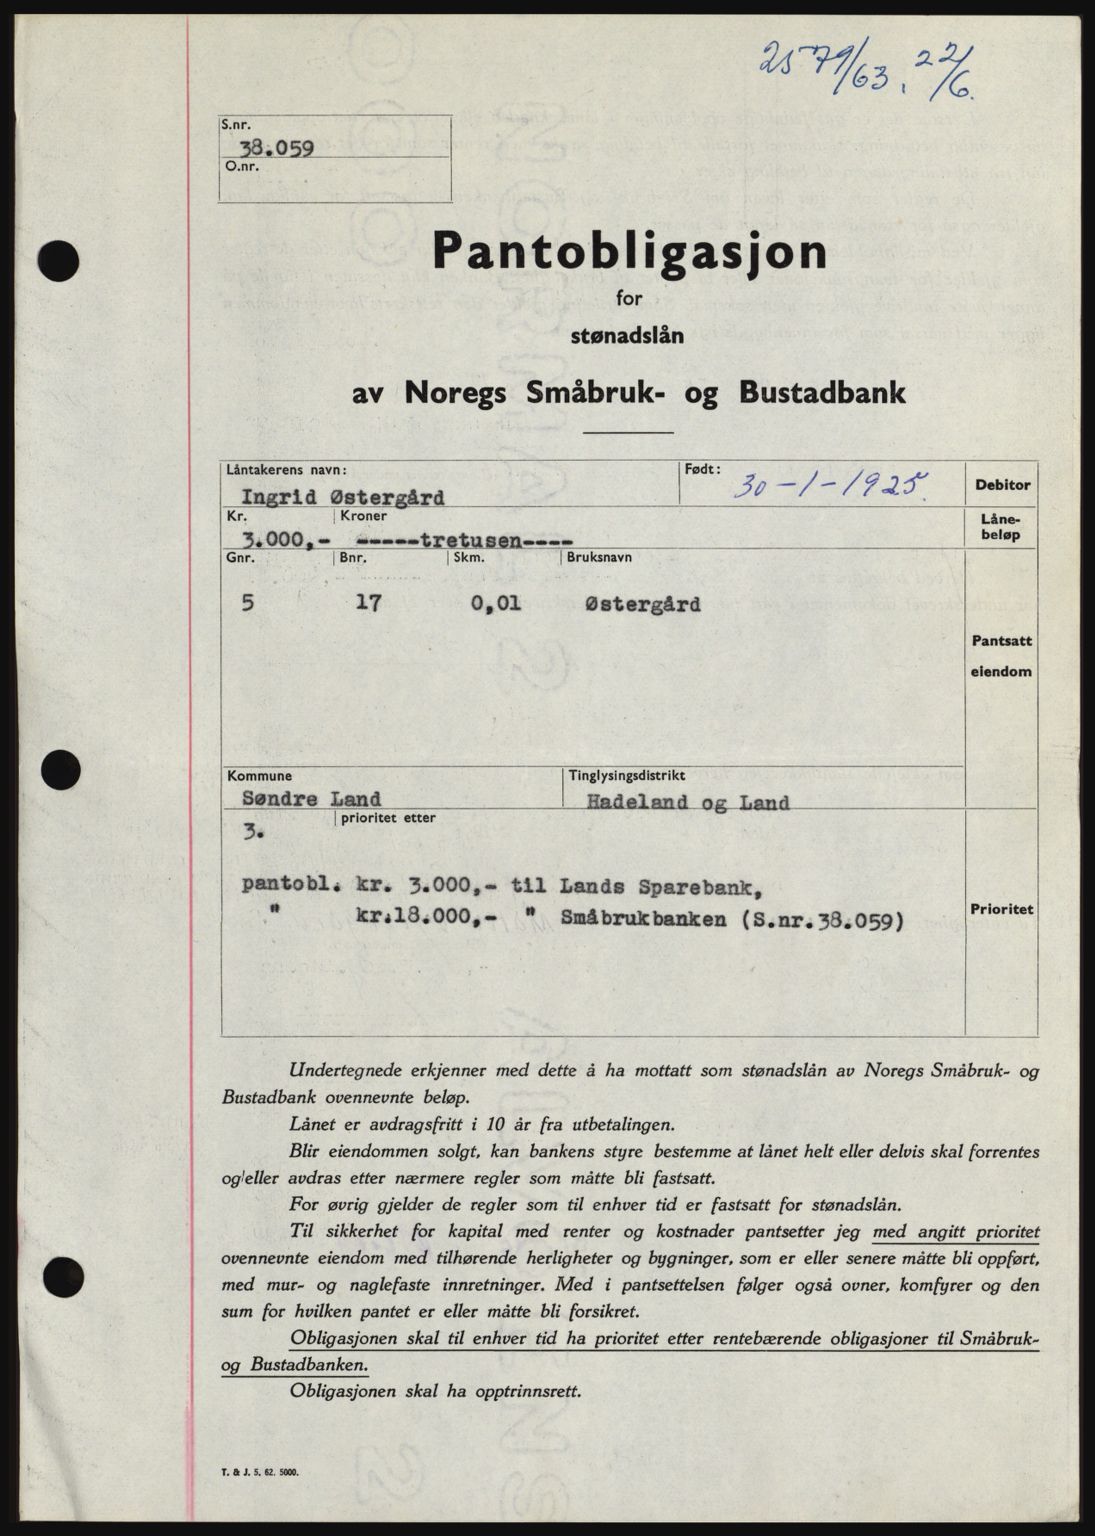 2579/63. 22/6.
S.nr.
38.059
O.nr.
Pantobligasjon
for
stønadslån
av Noregs Småbruk- og Bustadbank
Låntakerens navn: Født:
Ingrid Østergård 30-1-1925. Debitor
Kr. Kroner
3.000,- -----tretusen---- Låne-
beløp
Gnr. Bnr. Skm. Bruksnavn
5 17 0,01 Østergård
Pantsatt
eiendom
Kommune Tinglysingsdistrikt
Søndre Land Hadeland og Land
3. prioritet etter
pantobl. kr. 3.000,- til Lands Sparebank,
" kr.18.000,- " Småbrukbanken (S.nr.38.059)
Prioritet
Undertegnede erkjenner med dette å ha mottatt som stønadslån av Noregs Småbruk- og
Bustadbank ovennevnte beløp.
Lånet er avdragsfritt i 10 år fra utbetalingen.
Blir eiendommen solgt, kan bankens styre bestemme at lånet helt eller delvis skal forrentes
og/eller avdras etter nærmere regler som måtte bli fastsatt.
For øvrig gjelder de regler som til enhver tid er fastsatt for stønadslån.
Til sikkerhet for kapital med renter og kostnader pantsetter jeg med angitt prioritet
ovennevnte eiendom med tilhørende herligheter og bygninger, som er eller senere måtte bli oppført,
med mur- og naglefaste innretninger. Med i pantsettelsen følger også ovner, komfyrer og den
sum for hvilken pantet er eller måtte bli forsikret.
Obligasjonen skal til enhver tid ha prioritet etter rentebærende obligasjoner til Småbruk-
og Bustadbanken.
Obligasjonen skal ha opptrinnsrett.
T. & J. 5. 62. 5000.